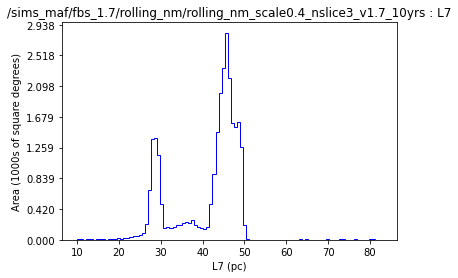 /sims_maf/fbs_1.7/rolling_nm/rolling_nm_scale0.4_nslice3_v1.7_10yrs : L7
2.938
2.518
2.098
1.679
1.259
0.839
0.420
0.000
Area (1000s of square degrees)
10 20 30 40 50 60 70 80
L7 (pc)